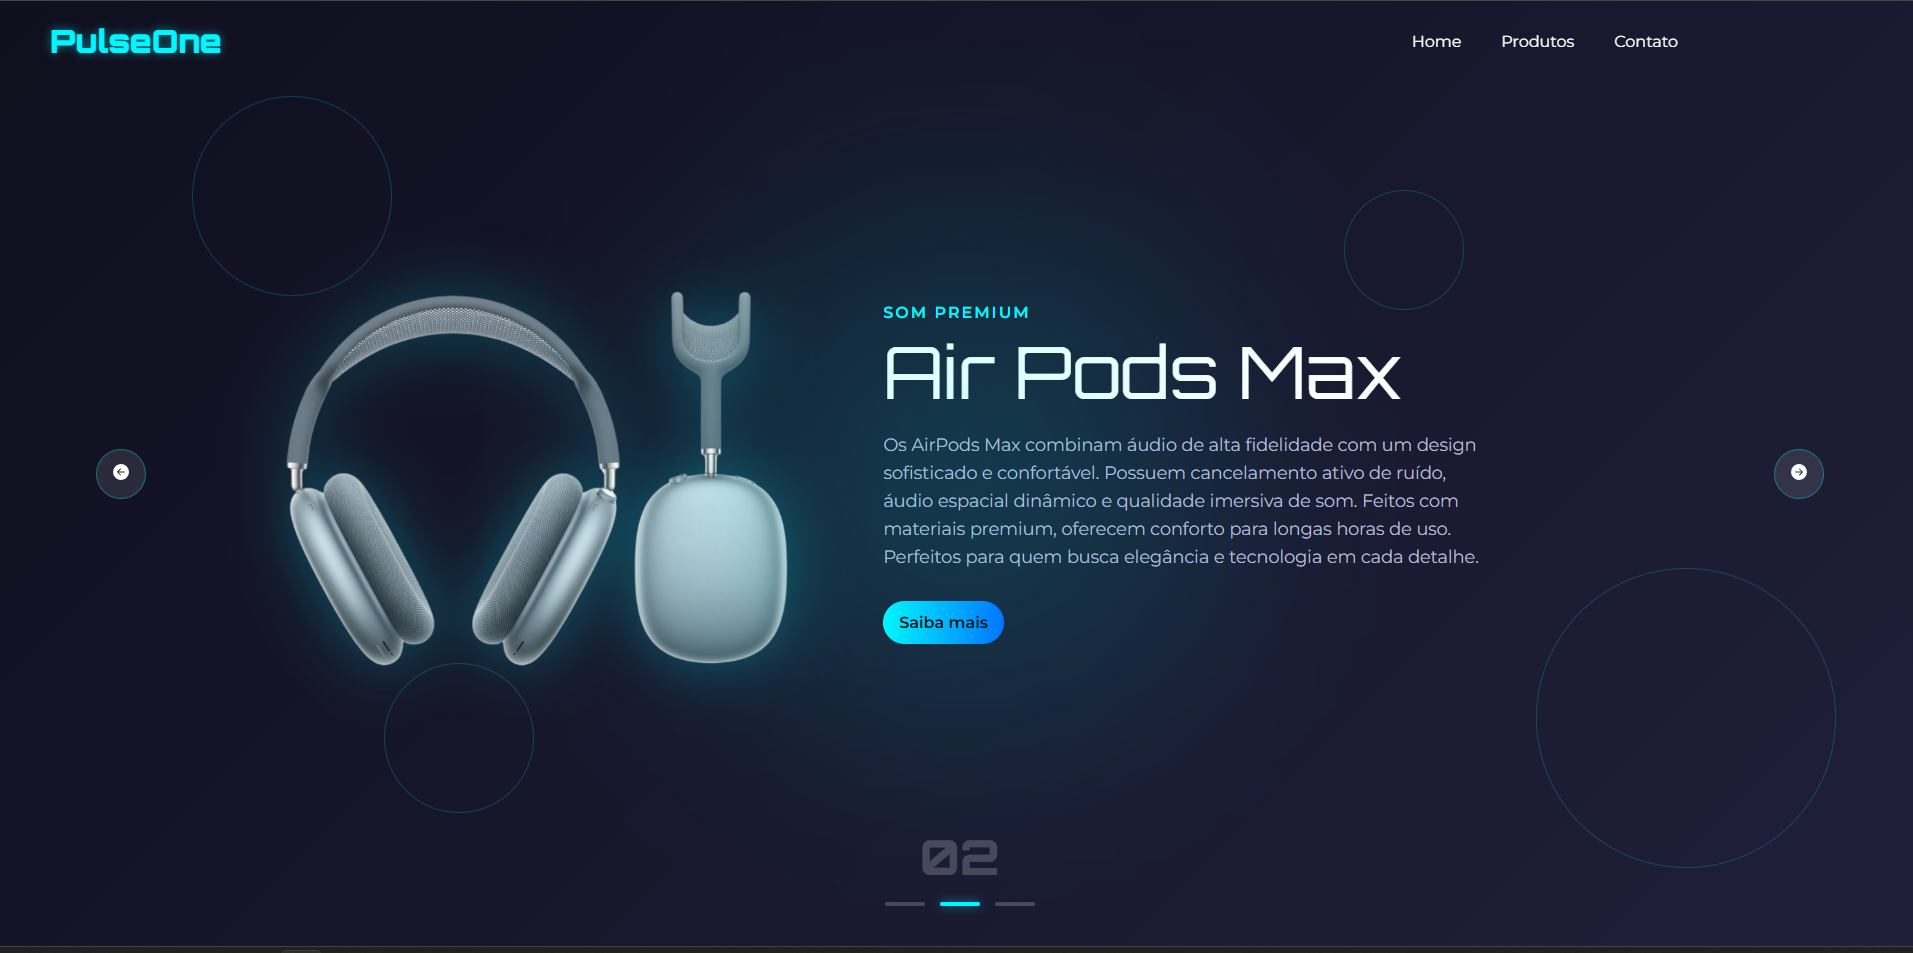 PulseOne
Home Produtos Contato
SOM PREMIUM
Air Pods Max
Os AirPods Max combinam áudio de alta fidelidade com um design
sofisticado e confortável. Possuem cancelamento ativo de ruído,
áudio espacial dinâmico e qualidade imersiva de som. Feitos com
materiais premium, oferecem conforto para longas horas de uso.
Perfeitos para quem busca elegância e tecnologia em cada detalhe.
Saiba mais
02